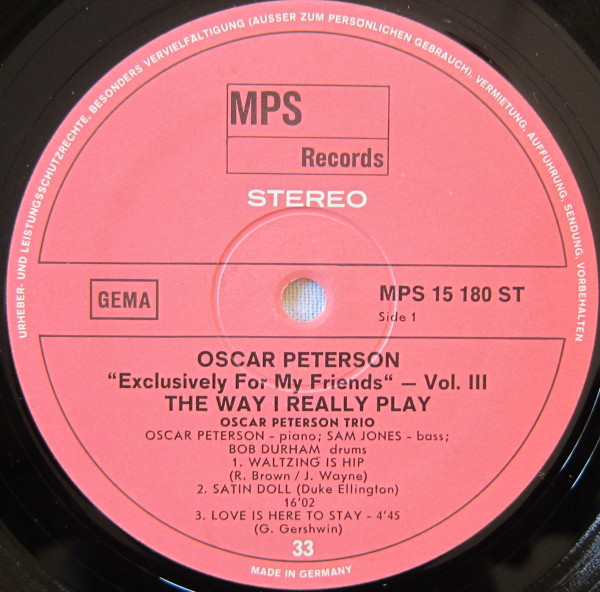 URHEBER- UND LEISTUNGSSCHUTZRECHTE, BESONDERS VERVIELFÄLTIGUNG (AUSSER ZUM PERSÖNLICHEN GEBRAUCH), VERMIETUNG, AUFFÜHRUNG, SENDUNG, VORBEHALTEN
MPS
Records
STEREO
GEMA
MPS 15 180 ST
Side 1
OSCAR PETERSON
“Exclusively For My Friends“ — Vol. III
THE WAY I REALLY PLAY
OSCAR PETERSON TRIO
OSCAR PETERSON - piano; SAM JONES - bass;
BOB DURHAM drums
1. WALTZING IS HIP
(R. Brown / J. Wayne)
2. SATIN DOLL (Duke Ellington)
16'02
3. LOVE IS HERE TO STAY - 4'45
(G. Gershwin)
33
MADE IN GERMANY